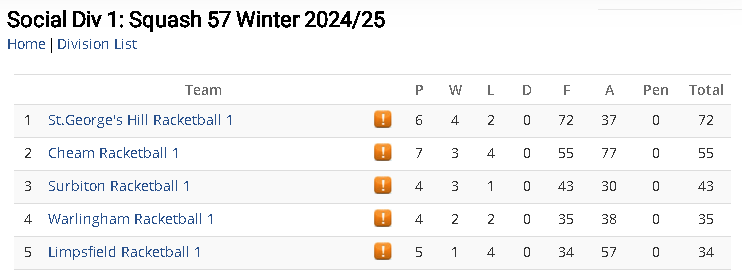 Social Div 1: Squash 57 Winter 2024/25
Home | Division List
Team P W L D F A Pen Total
1 St.George's Hill Racketball 1 ! 6 4 2 0 72 37 0 72
2 Cheam Racketball 1 ! 7 3 4 0 55 77 0 55
3 Surbiton Racketball 1 ! 4 3 1 0 43 30 0 43
4 Warlingham Racketball 1 ! 4 2 2 0 35 38 0 35
5 Limpsfield Racketball 1 ! 5 1 4 0 34 57 0 34